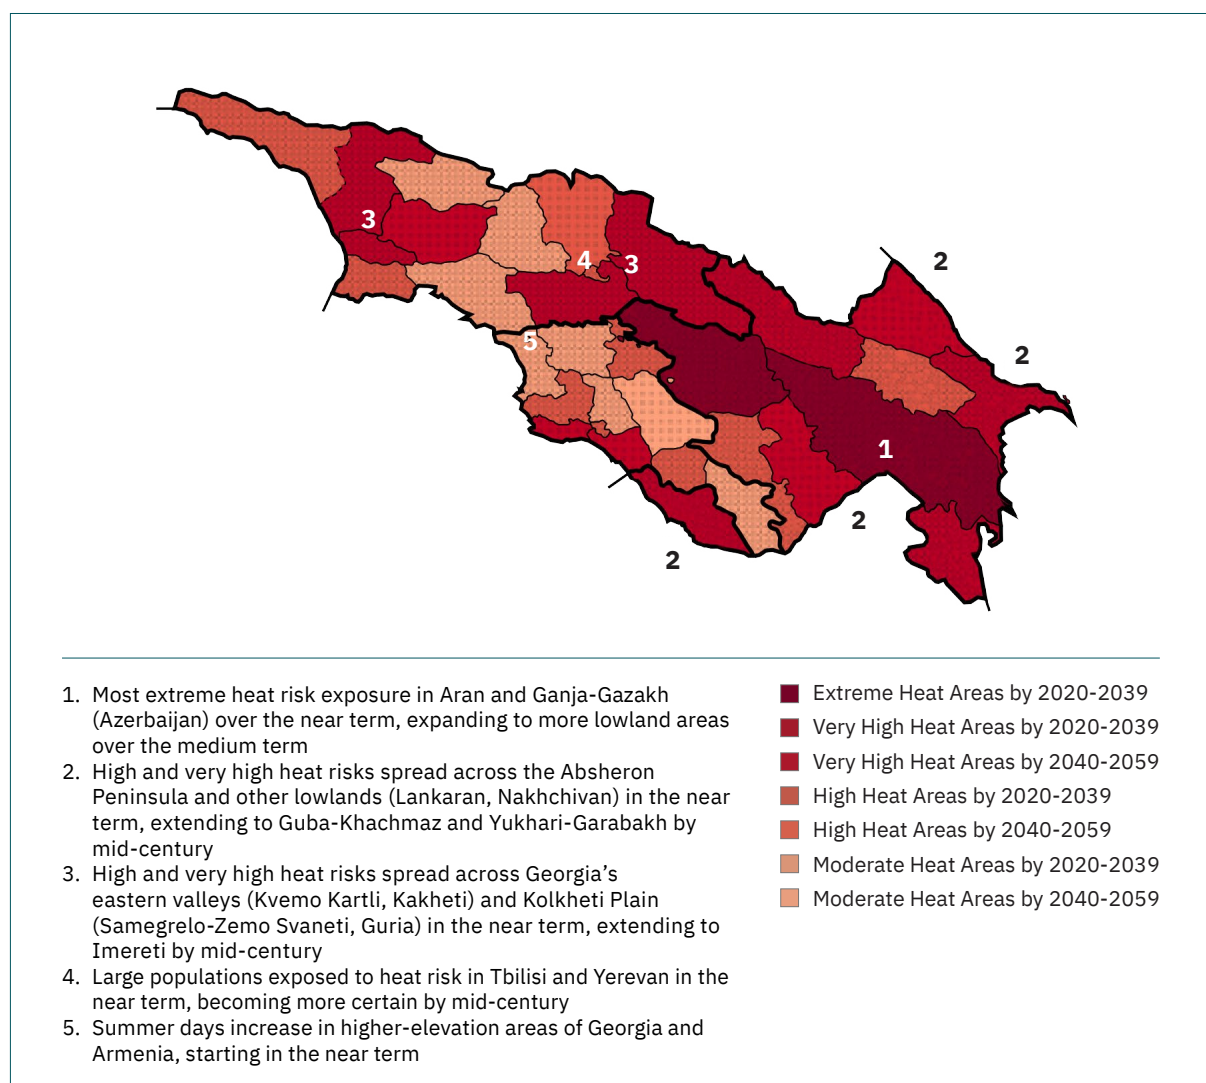 3
4
3
2
2
5
1
2
2
1. Most extreme heat risk exposure in Aran and Ganja-Gazakh
(Azerbaijan) over the near term, expanding to more lowland areas
over the medium term
2. High and very high heat risks spread across the Absheron
Peninsula and other lowlands (Lankaran, Nakhchivan) in the near
term, extending to Guba-Khachmaz and Yukhari-Garabakh by
mid-century
3. High and very high heat risks spread across Georgia’s
eastern valleys (Kvemo Kartli, Kakheti) and Kolkheti Plain
(Samegrelo-Zemo Svaneti, Guria) in the near term, extending to
Imereti by mid-century
4. Large populations exposed to heat risk in Tbilisi and Yerevan in the
near term, becoming more certain by mid-century
5. Summer days increase in higher-elevation areas of Georgia and
Armenia, starting in the near term
Extreme Heat Areas by 2020-2039
Very High Heat Areas by 2020-2039
Very High Heat Areas by 2040-2059
High Heat Areas by 2020-2039
High Heat Areas by 2040-2059
Moderate Heat Areas by 2020-2039
Moderate Heat Areas by 2040-2059